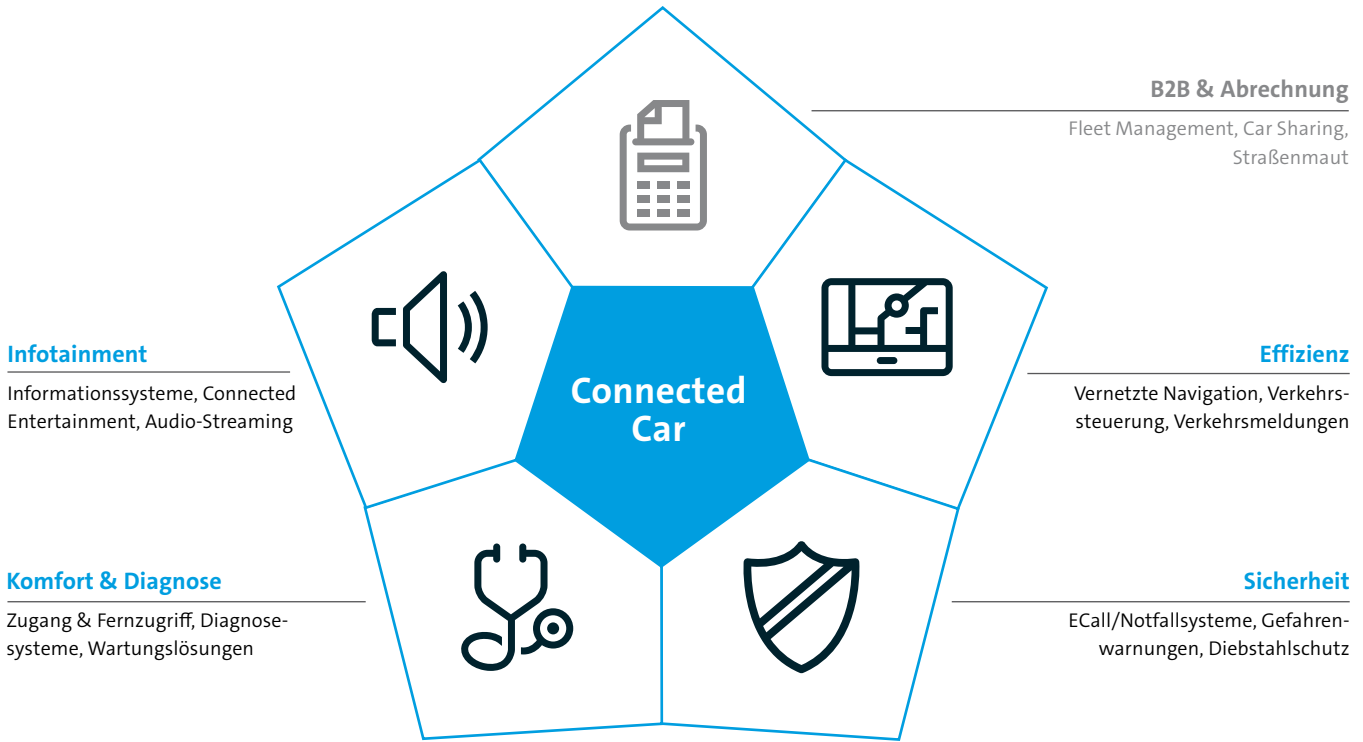 B2B & Abrechnung
Fleet Management, Car Sharing,
Straßenmaut
Infotainment
Informationssysteme, Connected
Entertainment, Audio-Streaming
Connected
Car
Effizienz
Vernetzte Navigation, Verkehrs-
steuerung, Verkehrsmeldungen
Komfort & Diagnose
Zugang & Fernzugriff, Diagnose-
systeme, Wartungslösungen
Sicherheit
ECall/Notfallsysteme, Gefahren-
warnungen, Diebstahlschutz